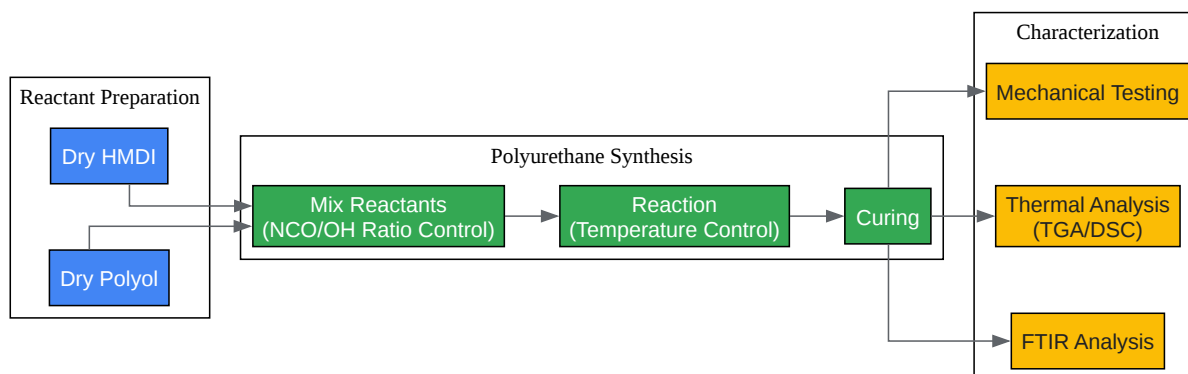 Reactant Preparation
Dry HMDI
Dry Polyol
Polyurethane Synthesis
Mix Reactants
(NCO/OH Ratio Control)
Reaction
(Temperature Control)
Curing
Characterization
Mechanical Testing
Thermal Analysis
(TGA/DSC)
FTIR Analysis